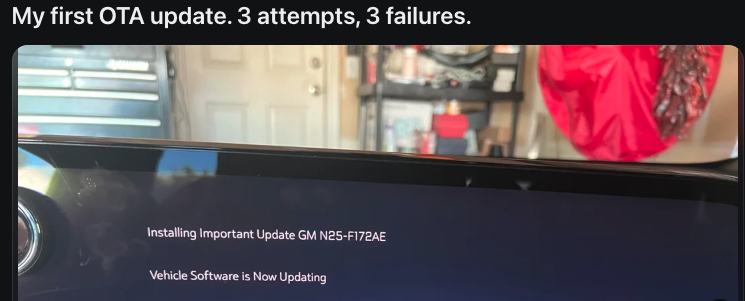 My first OTA update. 3 attempts, 3 failures.
Installing Important Update GM N25-F172AE
Vehicle Software is Now Updating